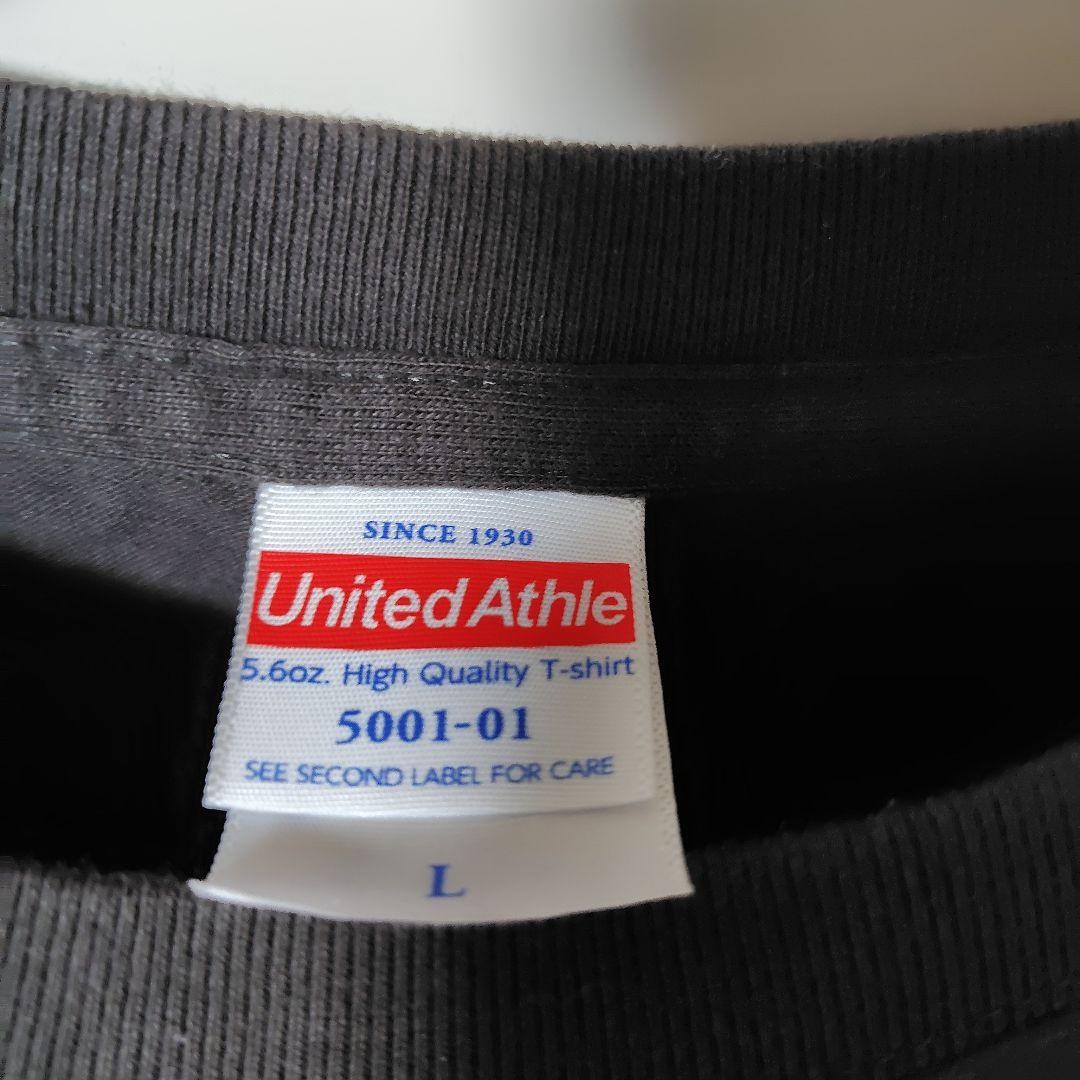 SINCE 1930
United Athle
5.6oz. High Quality T-shirt
5001-01
SEE SECOND LABEL FOR CARE
L